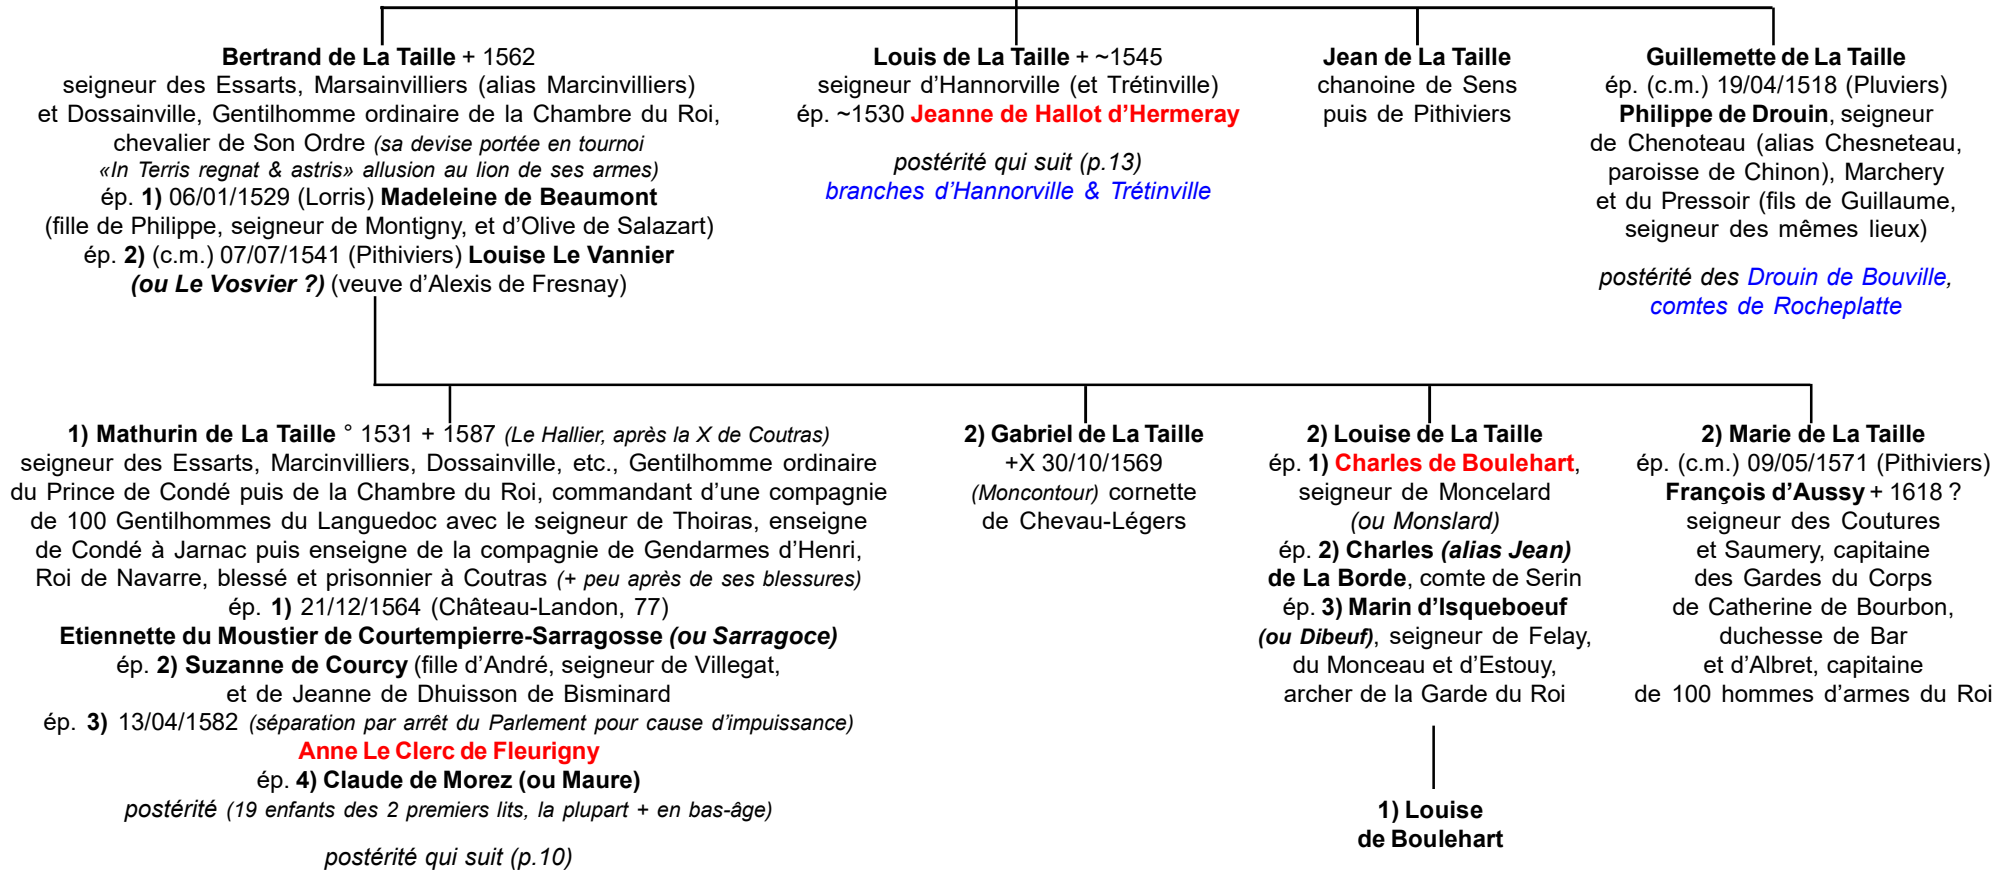 Bertrand de La Taille + 1562
seigneur des Essarts, Marsainvilliers (alias Marcinvilliers)
et Dossainville, Gentilhomme ordinaire de la Chambre du Roi,
chevalier de Son Ordre (sa devise portée en tournoi
«In Terris regnat & astris» allusion au lion de ses armes)
ép. 1) 06/01/1529 (Lorris) Madeleine de Beaumont
(fille de Philippe, seigneur de Montigny, et d'Olive de Salazart)
ép. 2) (c.m.) 07/07/1541 (Pithiviers) Louise Le Vannier
(ou Le Vosvier ?) (veuve d'Alexis de Fresnay)
Louis de La Taille + ~1545
seigneur d'Hannorville (et Trétinville)
ép. ~1530 Jeanne de Hallot d'Hermeray
postérité qui suit (p.13)
branches d'Hannorville & Trétinville
Jean de La Taille
chanoine de Sens
puis de Pithiviers
Guillemette de La Taille
ép. (c.m.) 19/04/1518 (Pluviers)
Philippe de Drouin, seigneur
de Chenoteau (alias Chesneteau,
paroisse de Chinon), Marchery
et du Pressoir (fils de Guillaume,
seigneur des mêmes lieux)
postérité des Drouin de Bouville,
comtes de Rocheplatte
1) Mathurin de La Taille ° 1531 + 1587 (Le Hallier, après la X de Coutras)
seigneur des Essarts, Marcinvilliers, Dossainville, etc., Gentilhomme ordinaire
du Prince de Condé puis de la Chambre du Roi, commandant d'une compagnie
de 100 Gentilhommes du Languedoc avec le seigneur de Thoiras, enseigne
de Condé à Jarnac puis enseigne de la compagnie de Gendarmes d'Henri,
Roi de Navarre, blessé et prisonnier à Coutras (+ peu après de ses blessures)
ép. 1) 21/12/1564 (Château-Landon, 77)
Etiennette du Moustier de Courtempierre-Sarragosse (ou Sarragoce)
ép. 2) Suzanne de Courcy (fille d'André, seigneur de Villegat,
et de Jeanne de Dhuisson de Bisminard
ép. 3) 13/04/1582 (séparation par arrêt du Parlement pour cause d'impuissance)
Anne Le Clerc de Fleurigny
ép. 4) Claude de Morez (ou Maure)
postérité (19 enfants des 2 premiers lits, la plupart + en bas-âge)
postérité qui suit (p.10)
2) Gabriel de La Taille
+X 30/10/1569
(Moncontour) cornette
de Chevau-Légers
2) Louise de La Taille
ép. 1) Charles de Boulehart,
seigneur de Moncelard
(ou Monslard)
ép. 2) Charles (alias Jean)
de La Borde, comte de Serin
ép. 3) Marin d'Isqueboeuf
(ou Dibeuf), seigneur de Felay,
du Monceau et d'Estouy,
archer de la Garde du Roi
1) Louise
de Boulehart
2) Marie de La Taille
ép. (c.m.) 09/05/1571 (Pithiviers)
François d'Aussy + 1618 ?
seigneur des Coutures
et Saumery, capitaine
des Gardes du Corps
de Catherine de Bourbon,
duchesse de Bar
et d'Albret, capitaine
de 100 hommes d'armes du Roi